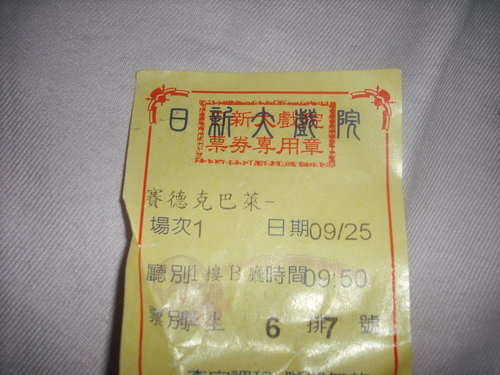 日新大戲院
日新大戲院
票券專用章
賽德克巴萊-
場次1 日期09/25
廳別1樓B廳時間09:50
票別學生 6 排7 號